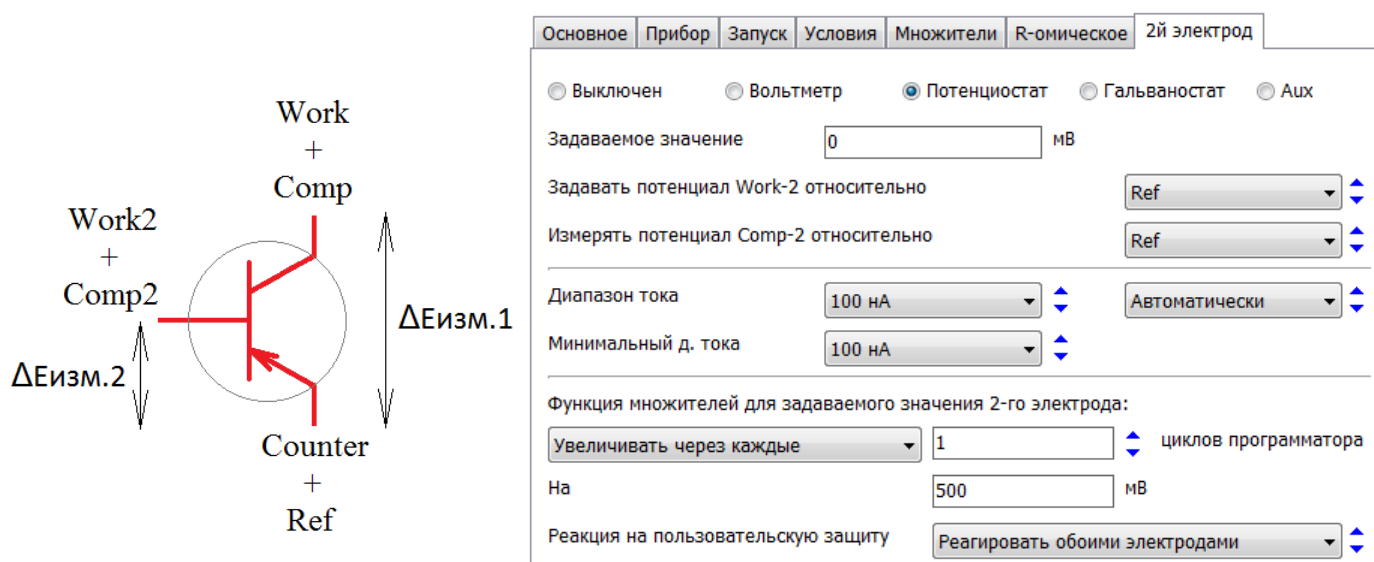 Work
+
Comp
Work2
+
Comp2
ΔEизм.1
ΔEизм.2
Counter
+
Ref
Основное Прибор Запуск Условия Множители R-омическое 2й электрод
Выключен Вольтметр Потенциостат Гальваностат Aux
Задаваемое значение 0 мВ
Задавать потенциал Work-2 относительно Ref
Измерять потенциал Comp-2 относительно Ref
Диапазон тока 100 нА Автоматически
Минимальный д. тока 100 нА
Функция множителей для задаваемого значения 2-го электрода:
Увеличивать через каждые 1 циклов программатора
На 500 мВ
Реакция на пользовательскую защиту Реагировать обоими электродами